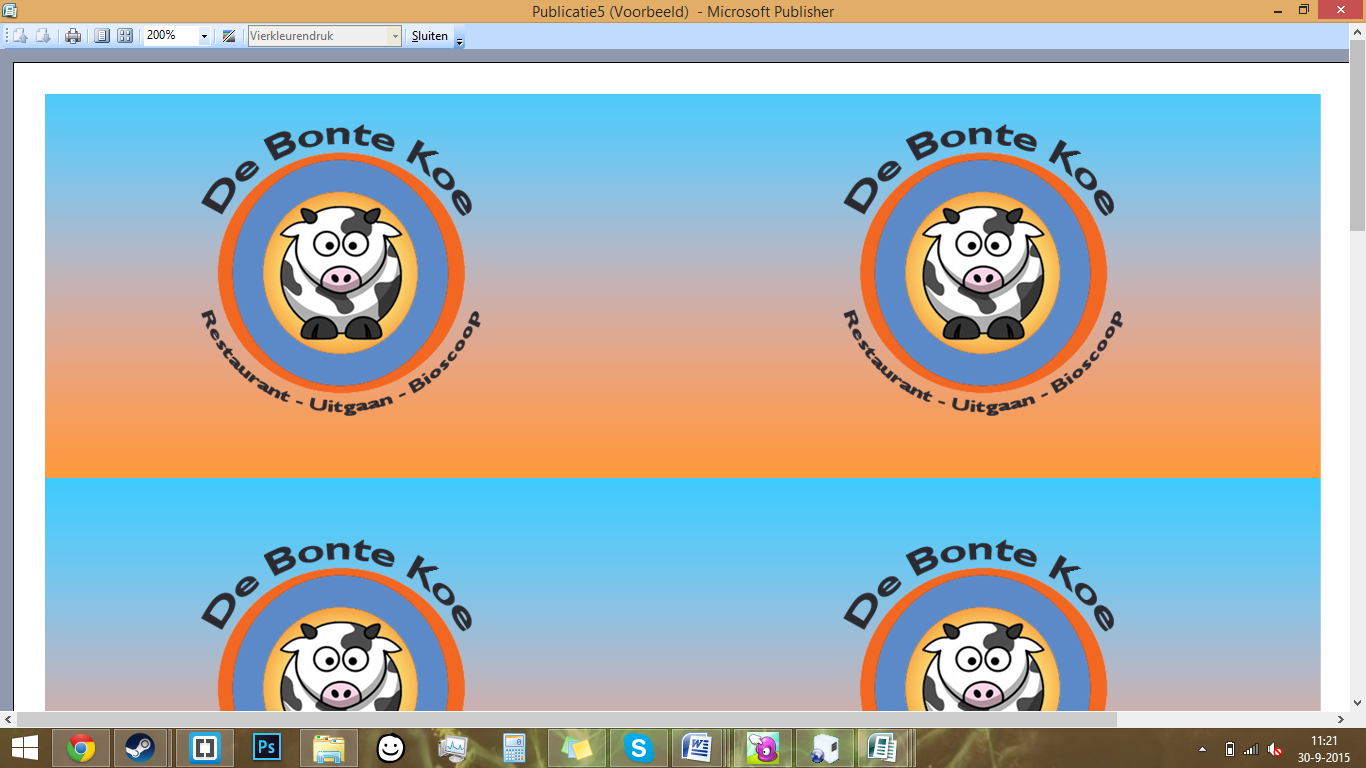 Publicatie5 (Voorbeeld) - Microsoft Publisher
200%
Vierkleurendruk
Sluiten
De Bonte Koe
Restaurant - Uitgaan - Bioscoop
De Bonte Koe
Restaurant - Uitgaan - Bioscoop
De Bonte Koe
De Bonte Koe
Ps
S
W
11:21
30-9-2015